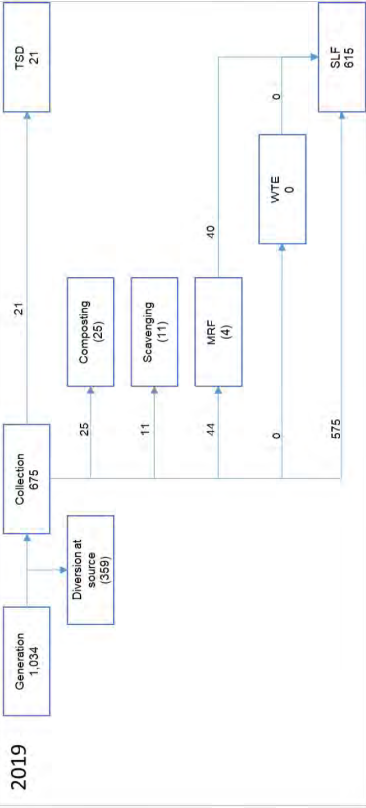 2019
Generation
1,034
Diversion at
source
(359)
Collection
675
21
TSD
21
25
Composting
(25)
11
Scavenging
(11)
44
MRF
(4)
40
0
WTE
0
0
575
SLF
615